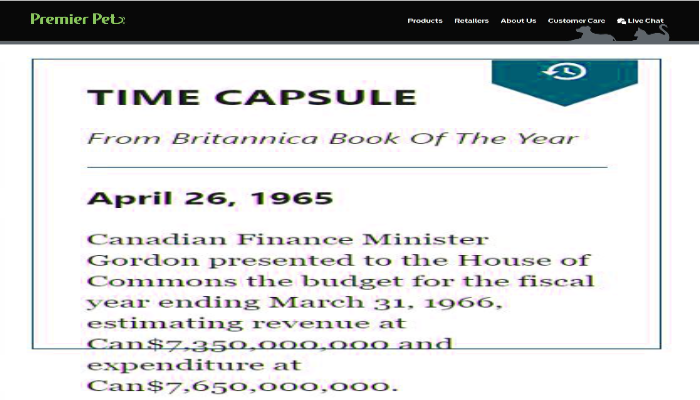 Premier Pet
Products Retailers About Us Customer Care Live Chat
TIME CAPSULE
From Britannica Book Of The Year
April 26, 1965
Canadian Finance Minister
Gordon presented to the House of
Commons the budget for the fiscal
year ending March 31, 1966,
estimating revenue at
Can$7,350,000,000 and
expenditure at
Can$7,650,000,000.